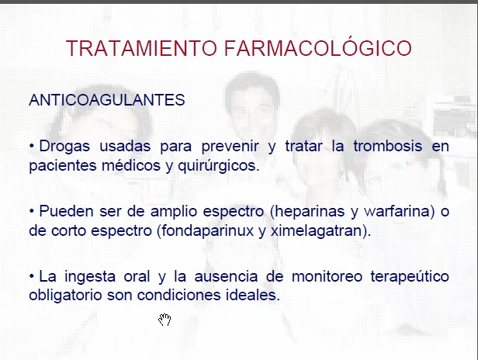 TRATAMIENTO FARMACOLÓGICO
ANTICOAGULANTES
• Drogas usadas para prevenir y tratar la trombosis en
pacientes médicos y quirúrgicos.
• Pueden ser de amplio espectro (heparinas y warfarina) o
de corto espectro (fondaparinux y ximelagatran).
• La ingesta oral y la ausencia de monitoreo terapeútico
obligatorio son condiciones ideales.